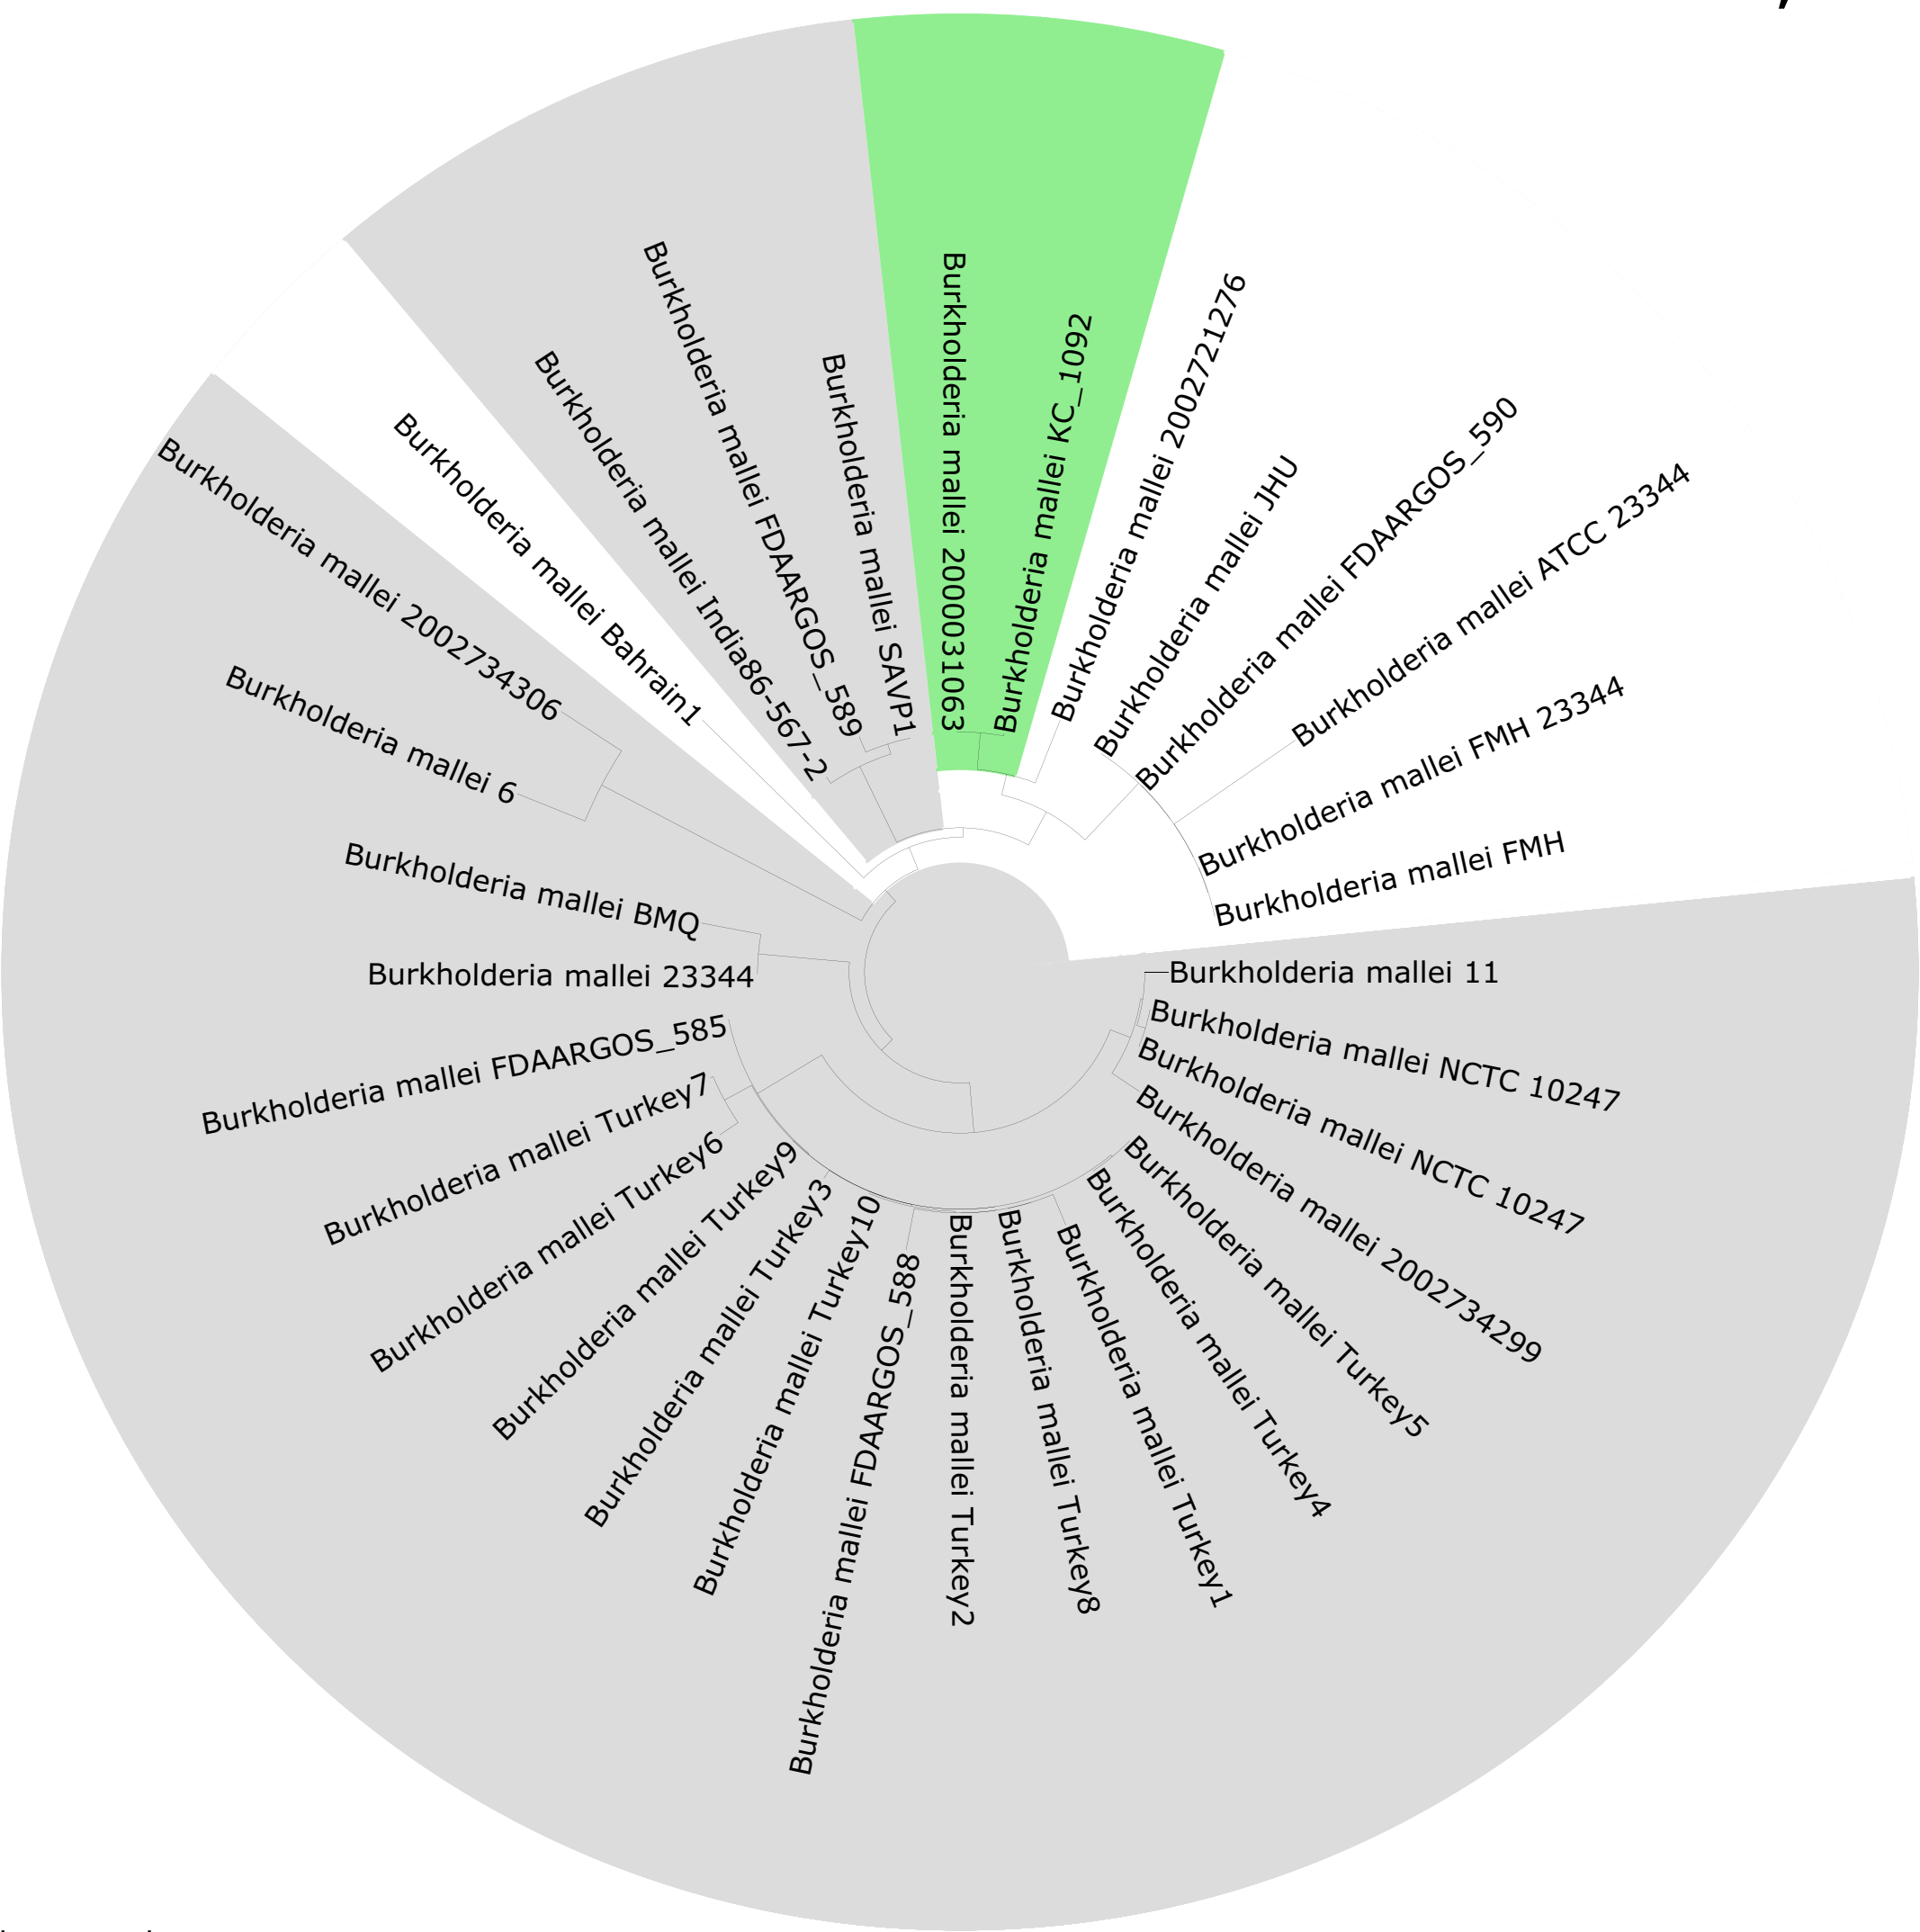 Burkholderia mallei 2000031063
Burkholderia mallei KC_1092
Burkholderia mallei 2002721276
Burkholderia mallei JHU
Burkholderia mallei FDAARGOS_590
Burkholderia mallei ATCC 23344
Burkholderia mallei FMH 23344
Burkholderia mallei FMH
Burkholderia mallei 11
Burkholderia mallei NCTC 10247
Burkholderia mallei NCTC 10247
Burkholderia mallei 2002734299
Burkholderia mallei Turkey5
Burkholderia mallei Turkey4
Burkholderia mallei Turkey1
Burkholderia mallei Turkey8
Burkholderia mallei Turkey2
Burkholderia mallei FDAARGOS_588
Burkholderia mallei Turkey10
Burkholderia mallei Turkey3
Burkholderia mallei Turkey9
Burkholderia mallei Turkey6
Burkholderia mallei Turkey7
Burkholderia mallei FDAARGOS_585
Burkholderia mallei 23344
Burkholderia mallei BMQ
Burkholderia mallei 6
Burkholderia mallei 2002734306
Burkholderia mallei Bahrain1
Burkholderia mallei India86-567-2
Burkholderia mallei FDAARGOS_589
Burkholderia mallei SAVP1